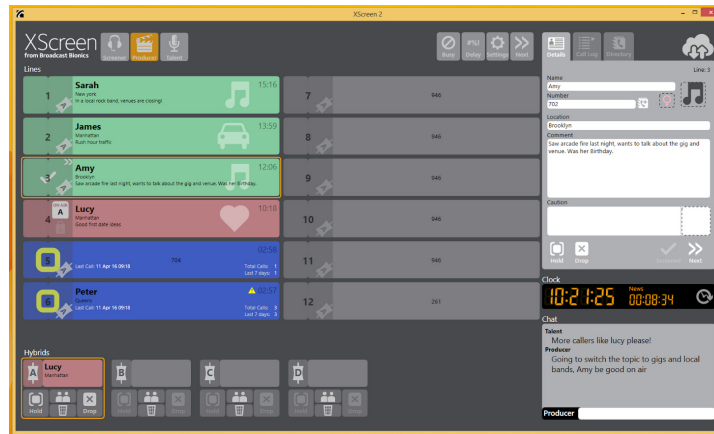 XScreen 2
XScreen
from Broadcast Bionics
Screener
Producer
Talent
Busy
#%!
Delay
Settings
Next
Details
Call Log
Directory
Lines
1
Sarah
New york
In a local rock band, venues are closing!
15:16
2
James
Manhattan
Rush hour traffic
13:59
3
Amy
Brooklyn
Saw arcade fire last night, wants to talk about the gig and venue. Was her Birthday.
12:06
4
ON AIR
A
Lucy
Manhattan
Good first date ideas
10:18
5
Last Call: 11 Apr 16 09:18
704
02:58
Total Calls: 1
Last 7 days: 1
6
Peter
Queens
Last Call: 11 Apr 16 09:18
02:57
Total Calls: 3
Last 7 days: 3
7
946
8
946
9
946
10
946
11
946
12
261
Line: 3
Name
Amy
Number
702
Location
Brooklyn
Comment
Saw arcade fire last night, wants to talk about the gig and
venue. Was her Birthday.
Caution
Hold
Drop
Screened
Next
Clock
10:21:25
News
00:08:34
Chat
Talent
More callers like lucy please!
Producer
Going to switch the topic to gigs and local
bands, Amy be good on air
Producer
Hybrids
A
Lucy
Manhattan
Hold
Drop
B
Hold
Drop
C
Hold
Drop
D
Hold
Drop